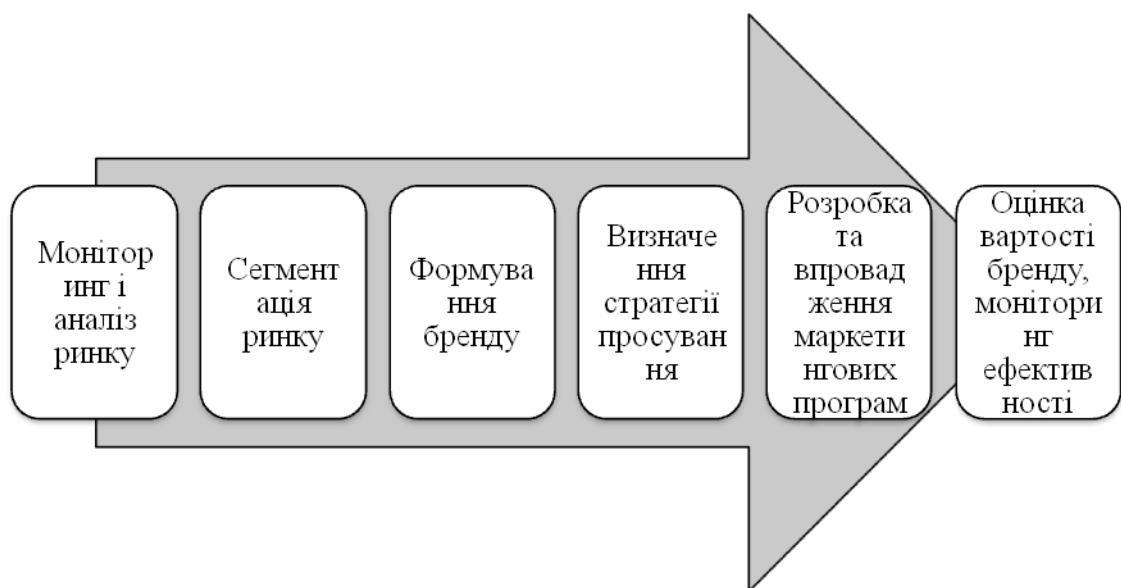 Монітор
инг і
аналіз
ринку
Сегмент
ація
ринку
Формува
ння
бренду
Визначе
ння
стратегії
просуван
ня
Розробка
та
впровад
ження
маркети
нгових
програм
Оцінка
вартості
бренду,
монітори
нг
ефектив
ності